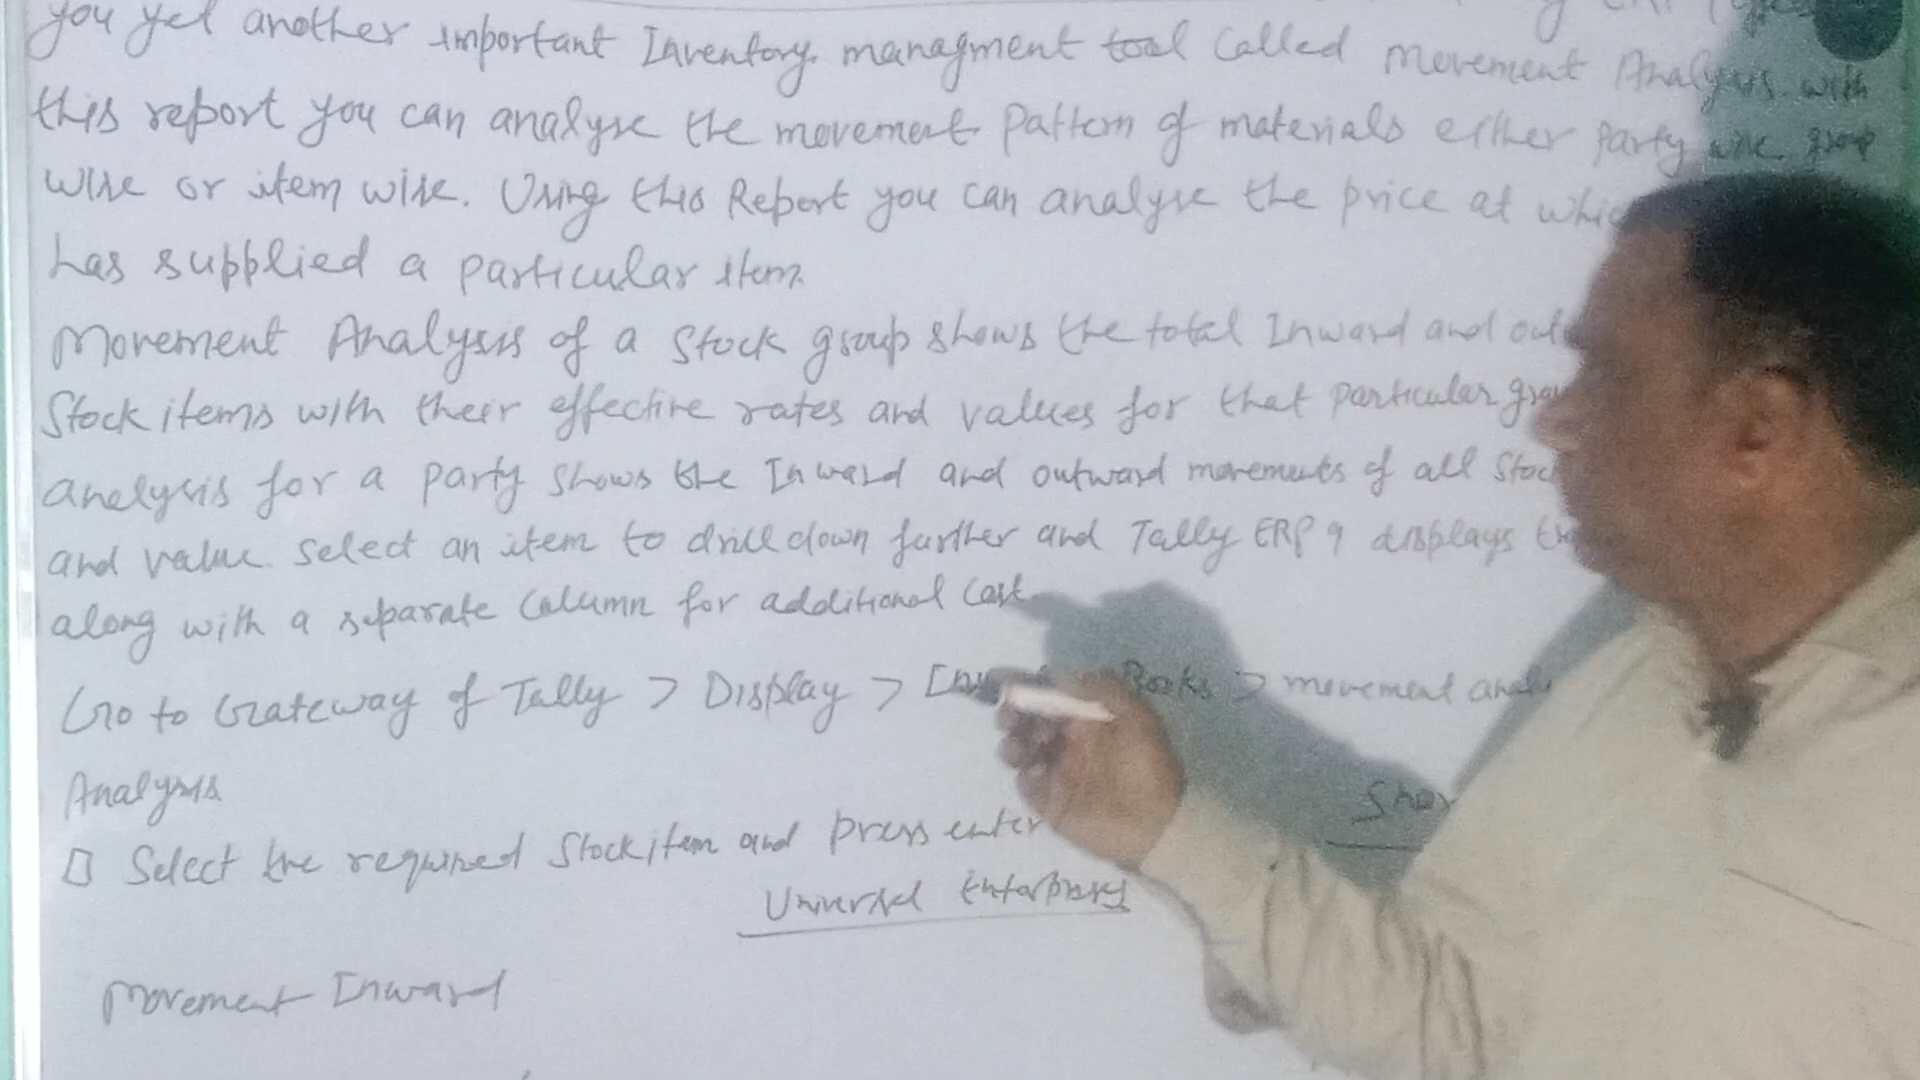 you yet another important Inventory managment tool called Movement Analysis. with
this report you can analyse the movement pattern of materials either party wise. group
wise or item wise. Using this Report you can analyse the price at
has supplied a particular item.
Movement Analysis of a Stock group shows the total Inward and
Stock items with their effective rates and values for that particular
analysis for a party shows the Inward and outward movements of all
and value. select an item to drill down further and Tally ERP 9 displays
along with a separate column for additional cost
Go to Gateway of Tally > Display > Books > movement
Analysis
Select the required Stock item and press enter
Universal Enterprises
Movement Inward